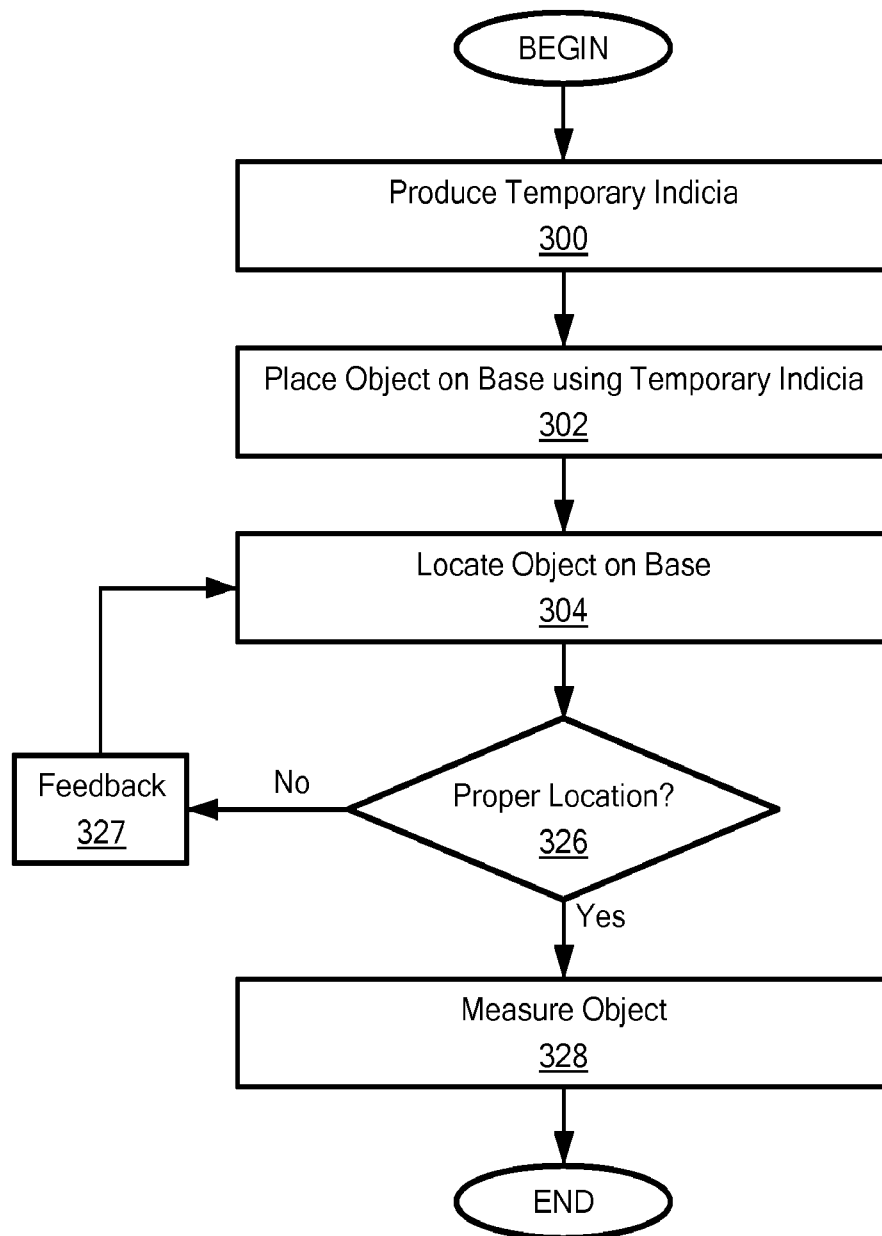 BEGIN
Produce Temporary Indicia
300
Place Object on Base using Temporary Indicia
302
Locate Object on Base
304
Proper Location?
326
No
Feedback
327
Yes
Measure Object
328
END